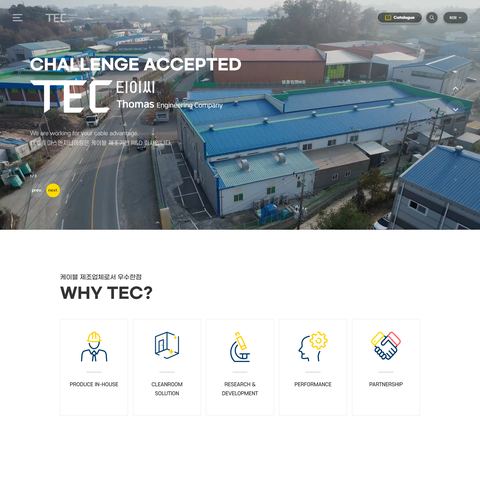 TEC
Catalogue
KOR
CHALLENGE ACCEPTED
TEC 티이씨
Thomas Engineering Company
We are working for your cable advantage.
prev
next
케이블 제조업체로서 우수한점
WHY TEC?
PRODUCE IN-HOUSE
CLEANROOM
SOLUTION
RESEARCH &
DEVELOPMENT
PERFORMANCE
PARTNERSHIP